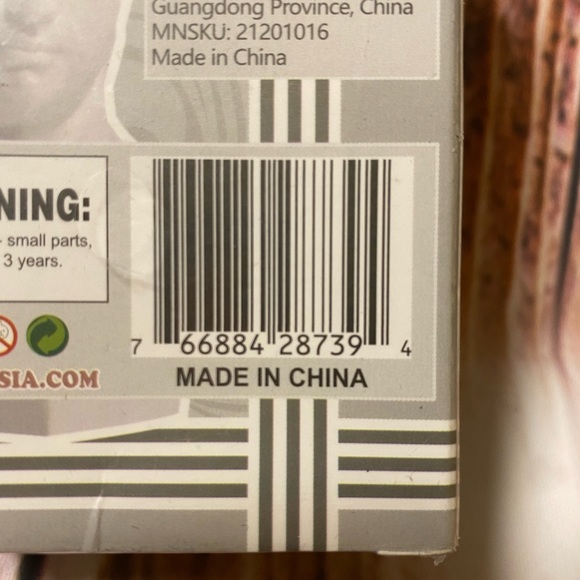 Guangdong Province, China
MNSKU: 21201016
Made in China
NING:
small parts,
3 years.
7 66884 28739 4
SIA.COM
MADE IN CHINA